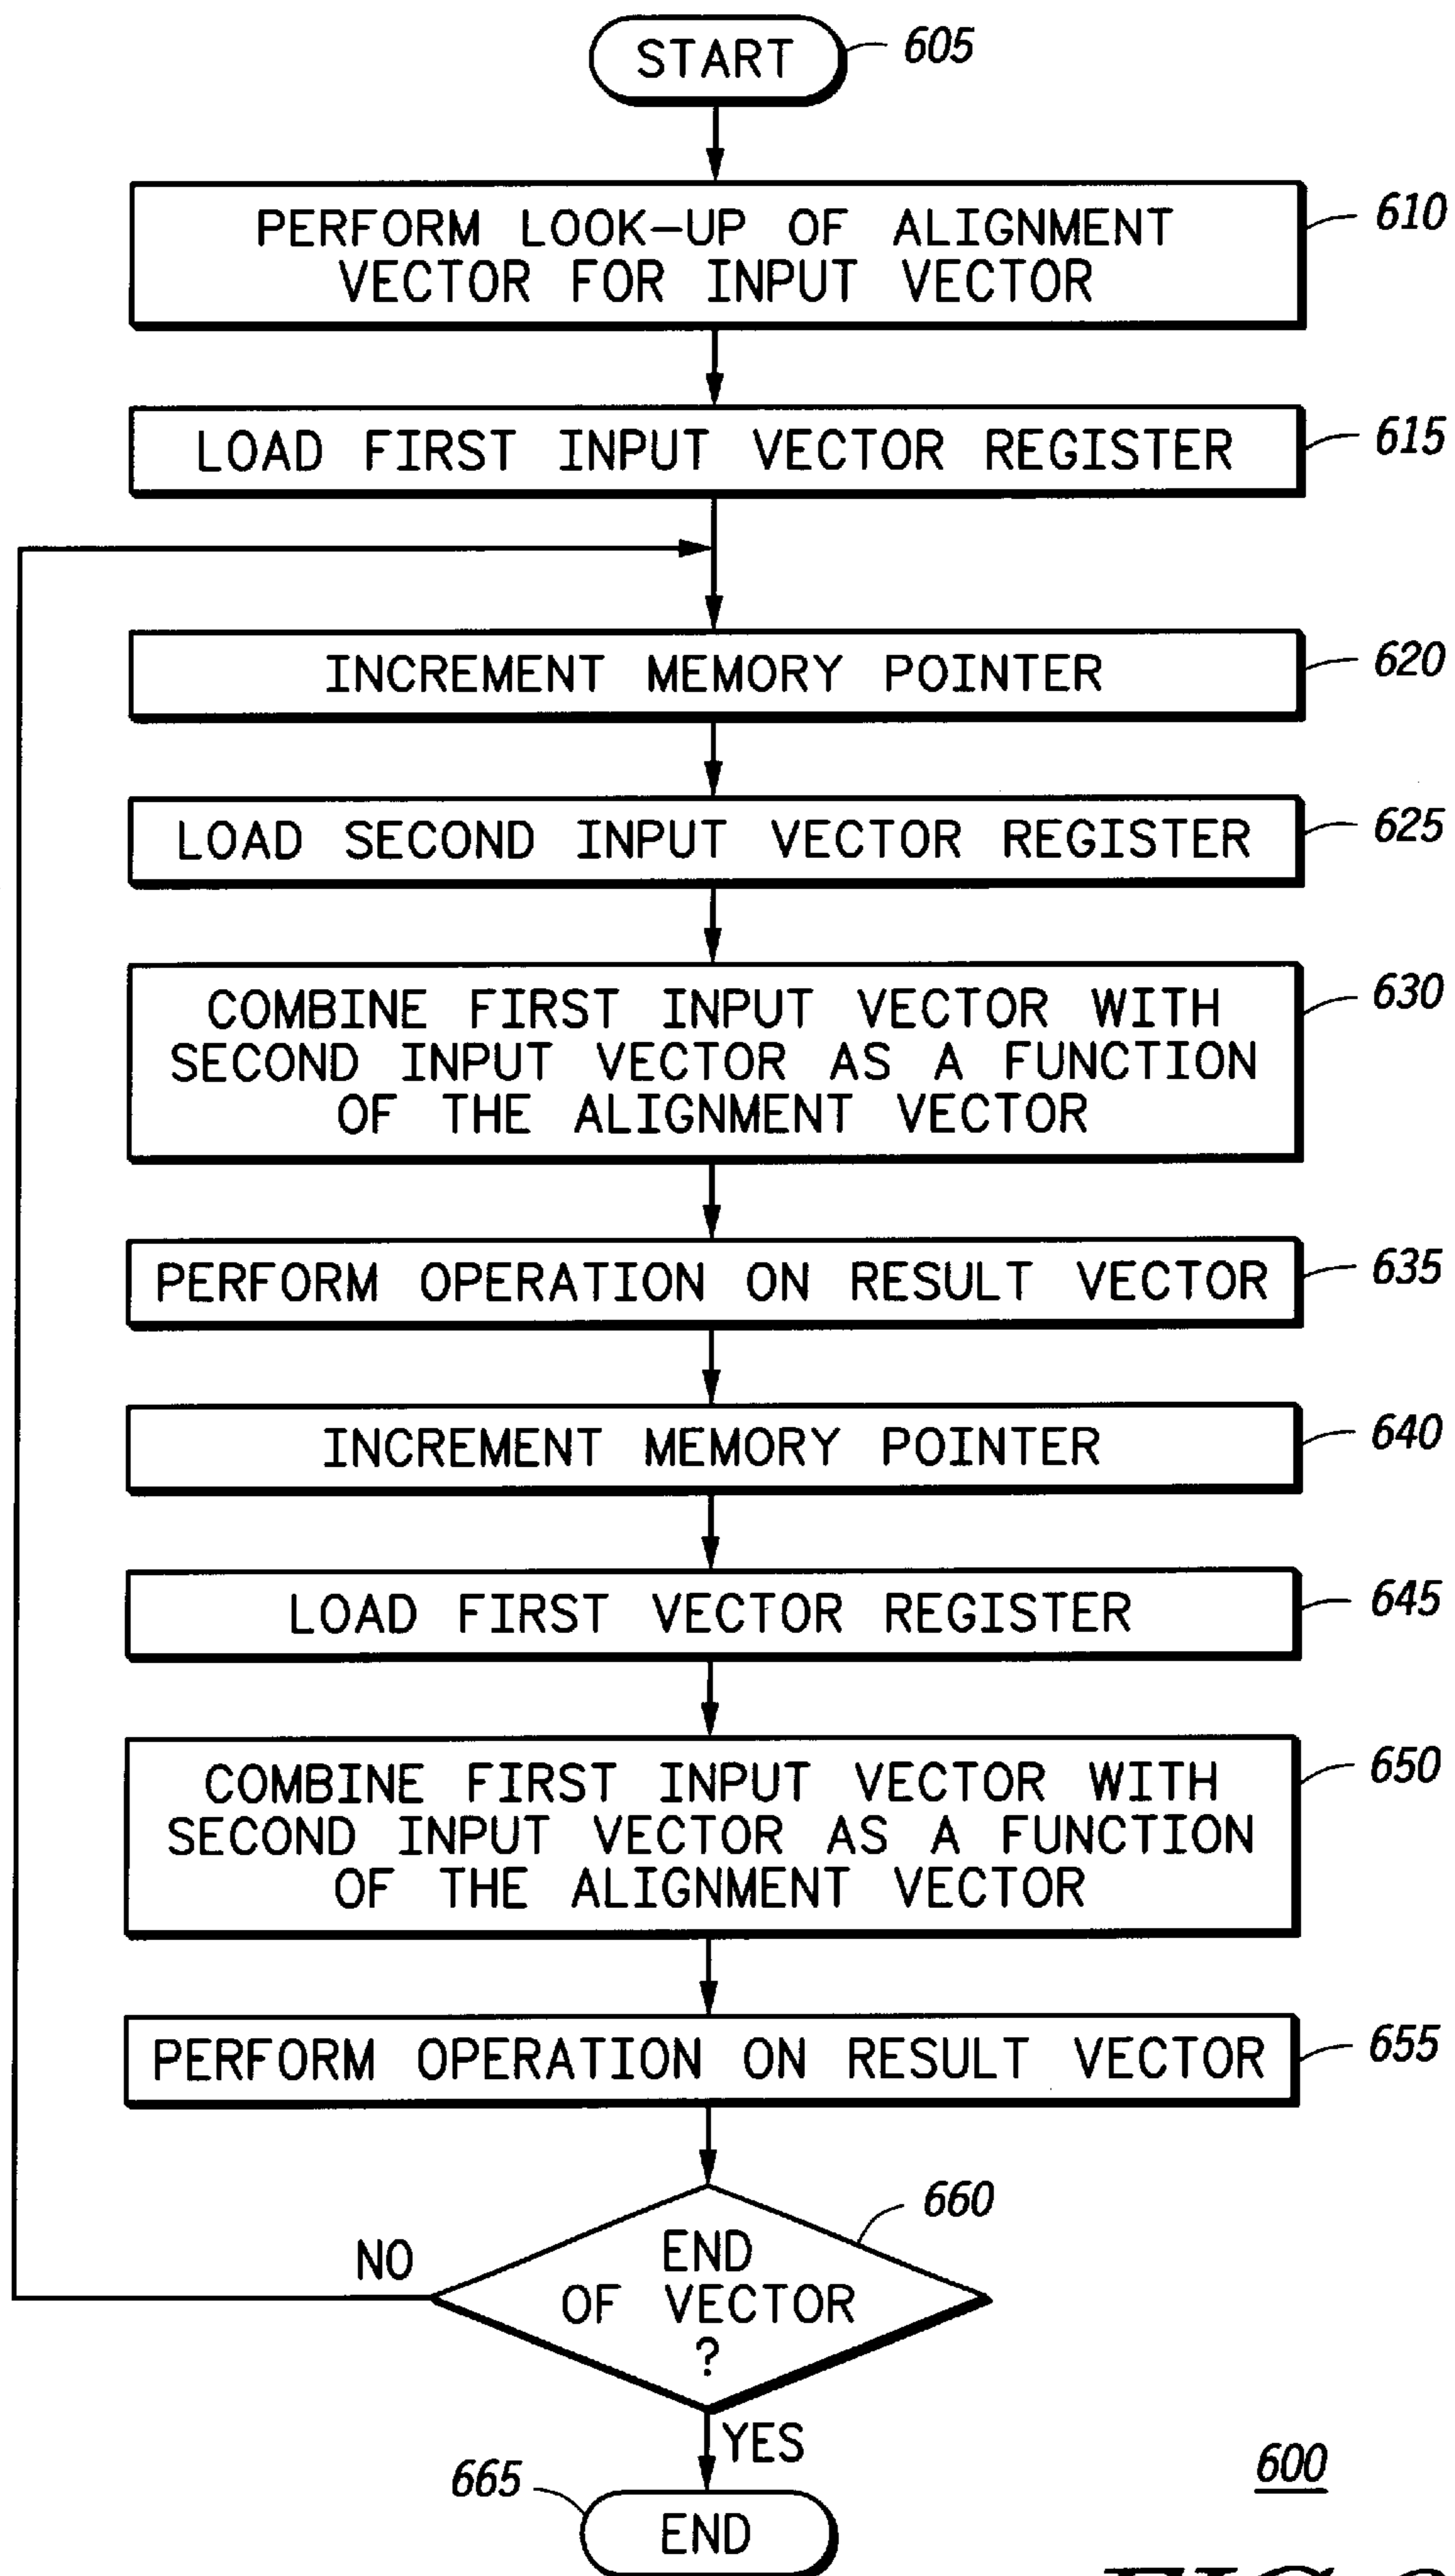 START
605
PERFORM LOOK-UP OF ALIGNMENT
VECTOR FOR INPUT VECTOR
610
LOAD FIRST INPUT VECTOR REGISTER
615
INCREMENT MEMORY POINTER
620
LOAD SECOND INPUT VECTOR REGISTER
625
COMBINE FIRST INPUT VECTOR WITH
SECOND INPUT VECTOR AS A FUNCTION
OF THE ALIGNMENT VECTOR
630
PERFORM OPERATION ON RESULT VECTOR
635
INCREMENT MEMORY POINTER
640
LOAD FIRST VECTOR REGISTER
645
COMBINE FIRST INPUT VECTOR WITH
SECOND INPUT VECTOR AS A FUNCTION
OF THE ALIGNMENT VECTOR
650
PERFORM OPERATION ON RESULT VECTOR
655
660
NO
END
OF VECTOR
?
YES
665
END
600